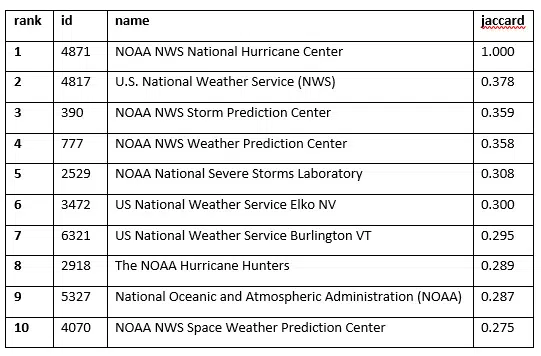 rank id name jaccard
1 4871 NOAA NWS National Hurricane Center 1.000
2 4817 U.S. National Weather Service (NWS) 0.378
3 390 NOAA NWS Storm Prediction Center 0.359
4 777 NOAA NWS Weather Prediction Center 0.358
5 2529 NOAA National Severe Storms Laboratory 0.308
6 3472 US National Weather Service Elko NV 0.300
7 6321 US National Weather Service Burlington VT 0.295
8 2918 The NOAA Hurricane Hunters 0.289
9 5327 National Oceanic and Atmospheric Administration (NOAA) 0.287
10 4070 NOAA NWS Space Weather Prediction Center 0.275